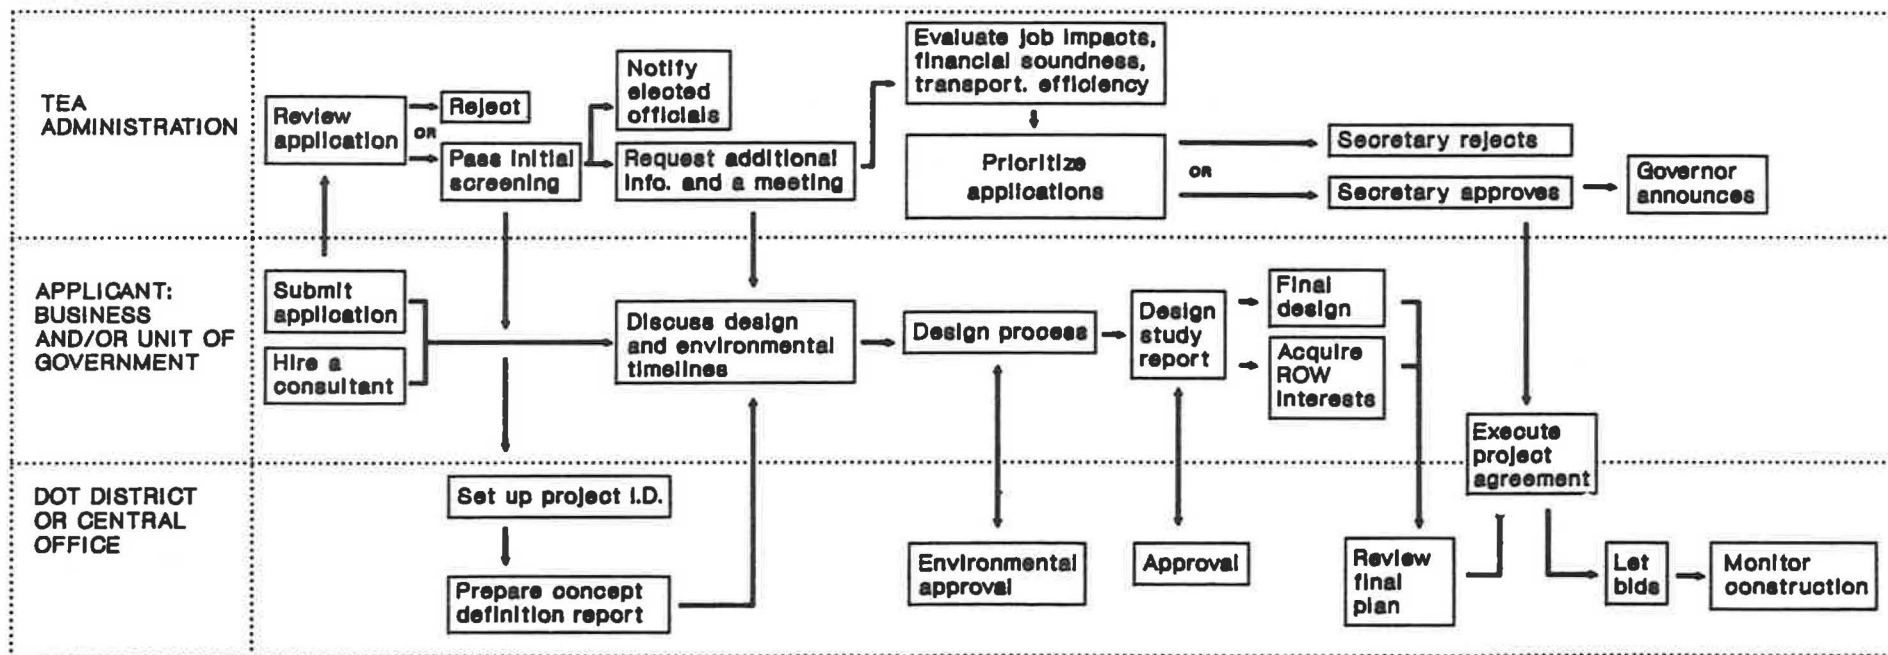 TEA
ADMINISTRATION
Review
application
OR
Reject
Pass initial
screening
Notify
elected
officials
Request additional
info. and a meeting
Evaluate job impacts,
financial soundness,
transport. efficiency
Prioritize
applications
OR
Secretary rejects
Secretary approves
Governor
announces
APPLICANT:
BUSINESS
AND/OR UNIT OF
GOVERNMENT
Submit
application
Hire a
consultant
Discuss design
and environmental
timelines
Design process
Design
study
report
Final
design
Acquire
ROW
interests
Execute
project
agreement
DOT DISTRICT
OR CENTRAL
OFFICE
Set up project I.D.
Prepare concept
definition report
Environmental
approval
Approval
Review
final
plan
Let
bids
Monitor
construction